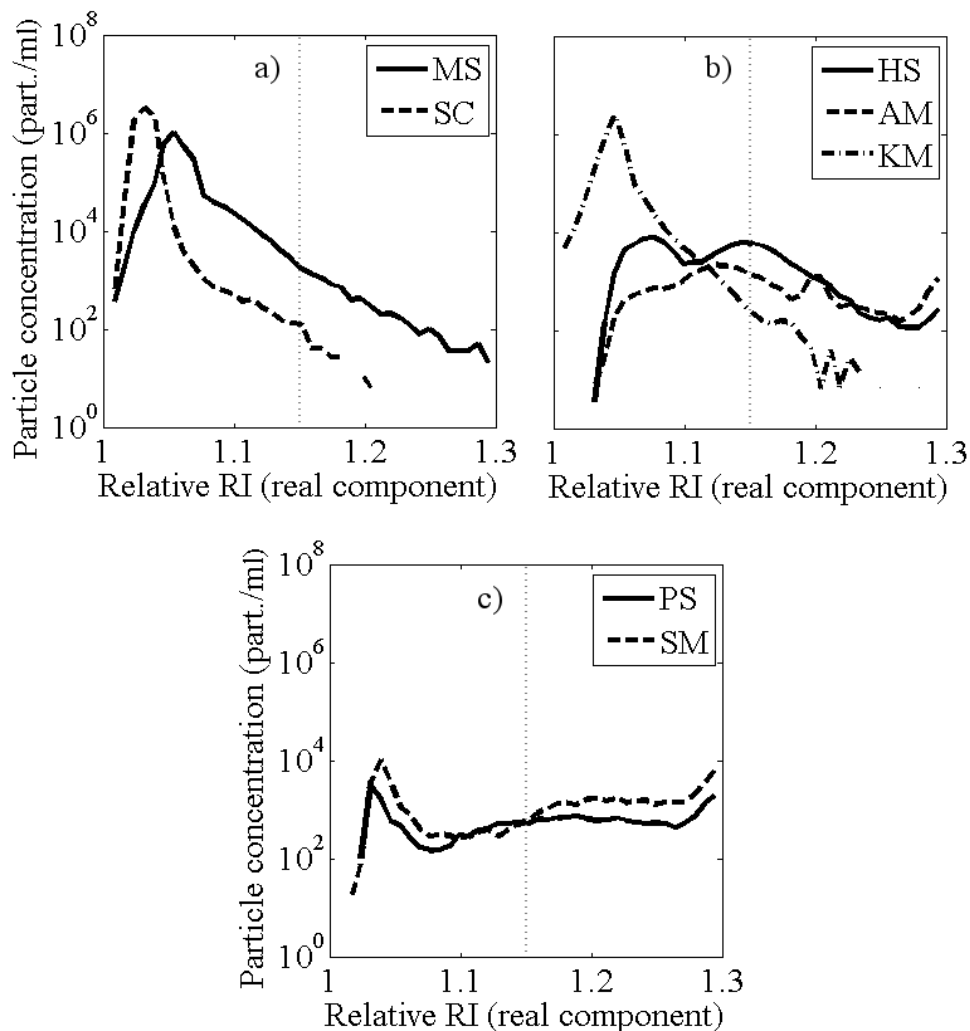 a)
MS
SC
Particle concentration (part./ml)
10^8
10^6
10^4
10^2
10^0
1 1.1 1.2 1.3
Relative RI (real component)
b)
HS
AM
KM
1 1.1 1.2 1.3
Relative RI (real component)
c)
PS
SM
Particle concentration (part./ml)
10^8
10^6
10^4
10^2
10^0
1 1.1 1.2 1.3
Relative RI (real component)